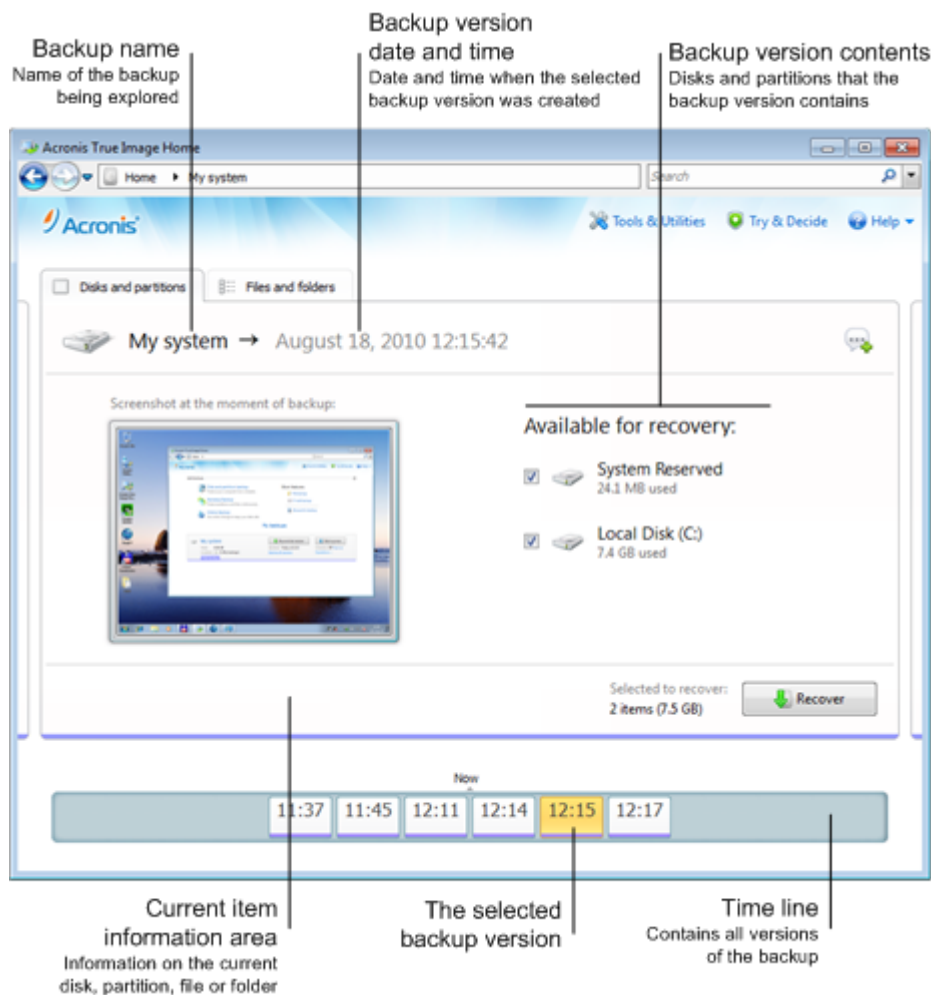 Backup name
Name of the backup
being explored
Backup version
date and time
Date and time when the selected
backup version was created
Backup version contents
Disks and partitions that the
backup version contains
Acronis True Image Home
Home My system
Search
Acronis
Tools & Utilities
Try & Decide
Help
Disks and partitions
Files and folders
My system → August 18, 2010 12:15:42
Screenshot at the moment of backup:
Available for recovery:
System Reserved
24.1 MB used
Local Disk (C:)
7.4 GB used
Selected to recover:
2 items (7.5 GB)
Recover
Now
11:37 11:45 12:11 12:14 12:15 12:17
Current item
information area
Information on the current
disk, partition, file or folder
The selected
backup version
Time line
Contains all versions
of the backup